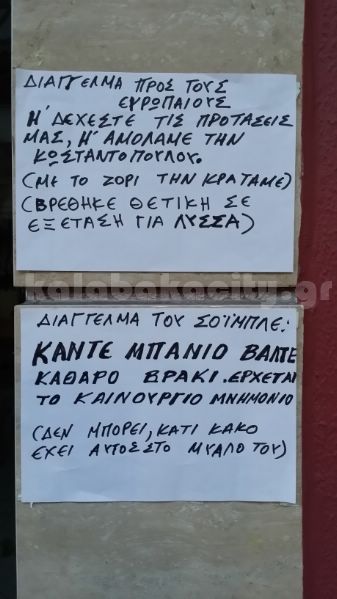 ΔΙΑΓΓΕΛΜΑ ΠΡΟΣ ΤΟΥΣ
ΕΥΡΩΠΑΙΟΥΣ
Η' ΔΕΧΕΣΤΕ ΤΙΣ ΠΡΟΤΑΣΕΙΣ
ΜΑΣ, Η' ΑΜΟΛΑΜΕ ΤΗΝ
ΚΩΣΤΑΝΤΟΠΟΥΛΟΥ.
(ΜΕ ΤΟ ΖΟΡΙ ΤΗΝ ΚΡΑΤΑΜΕ)
(ΒΡΕΘΗΚΕ ΘΕΤΙΚΗ ΣΕ
ΕΞΕΤΑΣΗ ΓΙΑ ΛΥΣΣΑ)
kalabakacity.gr
ΔΙΑΓΓΕΛΜΑ ΤΟΥ ΣΟΪΜΠΛΕ:
ΚΑΝΤΕ ΜΠΑΝΙΟ ΒΑΛΤΕ
ΚΑΘΑΡΟ ΒΡΑΚΙ. ΕΡΧΕΤΑΙ
ΤΟ ΚΑΙΝΟΥΡΓΙΟ ΜΝΗΜΟΝΙΟ
(ΔΕΝ ΜΠΟΡΕΙ, ΚΑΤΙ ΚΑΚΟ
ΕΧΕΙ ΑΥΤΟΣ ΣΤΟ ΜΥΑΛΟ ΤΟΥ)